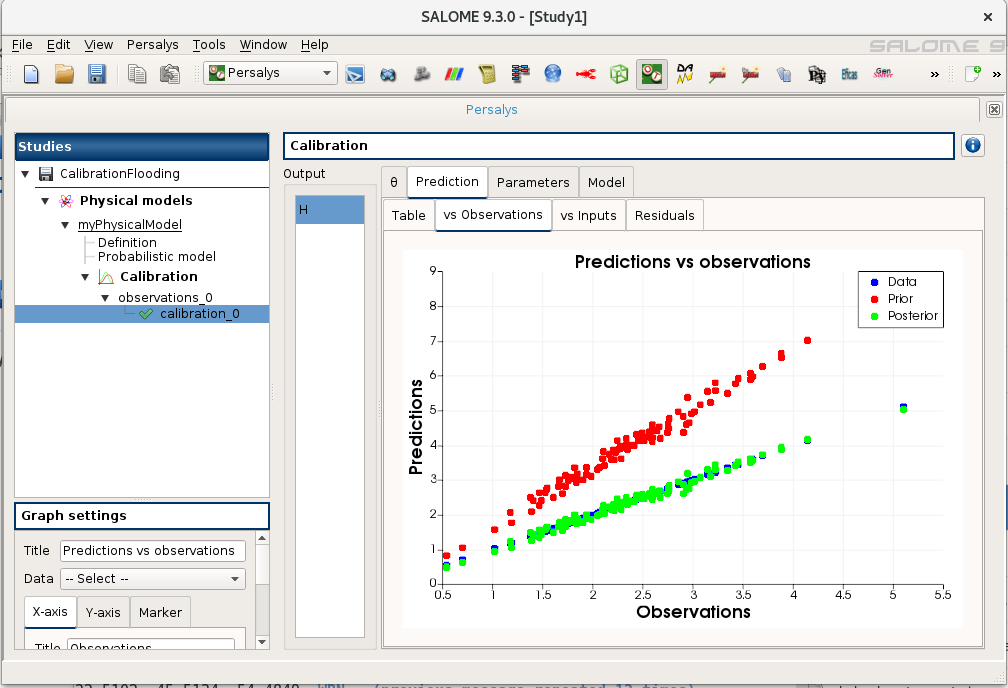 SALOME 9.3.0 - [Study1]
File Edit View Persalys Tools Window Help
SALOME 9
Persalys
Persalys
Studies
CalibrationFlooding
Physical models
myPhysicalModel
Definition
Probabilistic model
Calibration
observations_0
calibration_0
Graph settings
Title Predictions vs observations
Data -- Select --
X-axis Y-axis Marker
Title Observations
Calibration
Output
H
θ Prediction Parameters Model
Table vs Observations vs Inputs Residuals
Predictions vs observations
Data
Prior
Posterior
Predictions
9
8
7
6
5
4
3
2
1
0
0.5 1 1.5 2 2.5 3 3.5 4 4.5 5 5.5
Observations